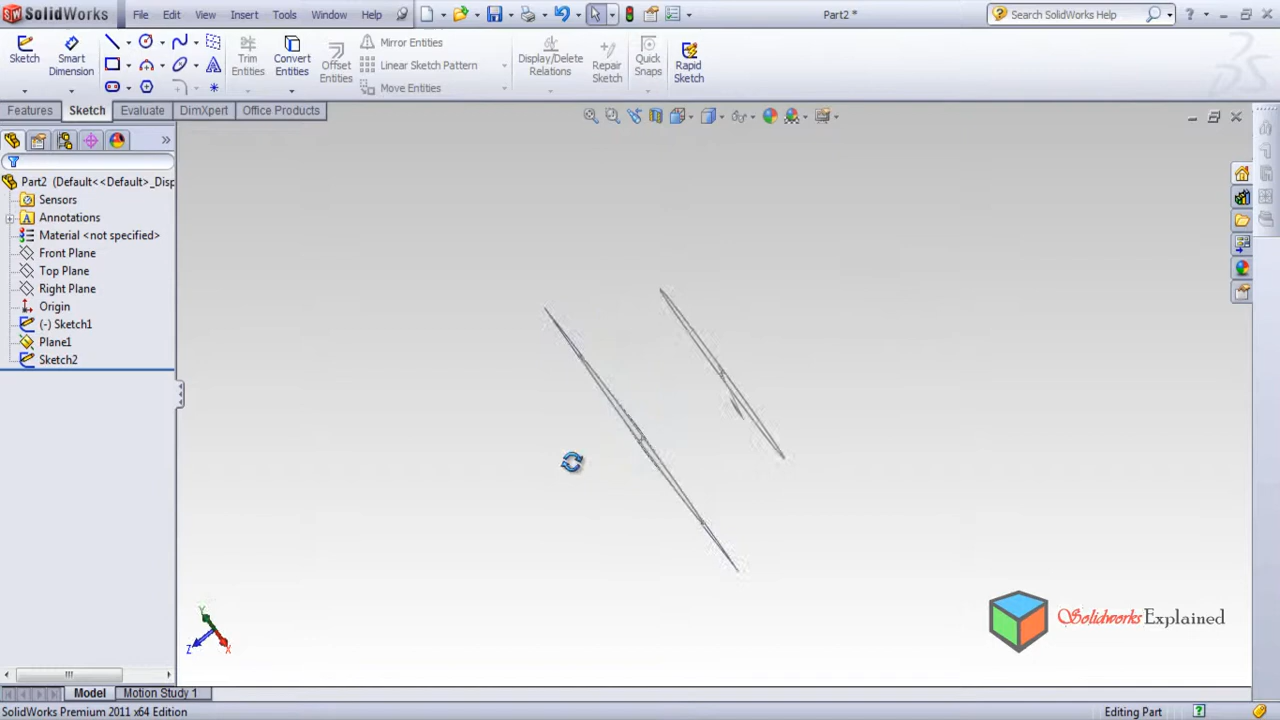 SolidWorks File Edit View Insert Tools Window Help Part2 * Search SolidWorks Help
Sketch Smart Dimension Trim Entities Convert Entities Offset Entities Mirror Entities Linear Sketch Pattern Move Entities Display/Delete Relations Repair Sketch Quick Snaps Rapid Sketch
Features Sketch Evaluate DimXpert Office Products
Part2 (Default<<Default>_Disp
Sensors
Annotations
Material <not specified>
Front Plane
Top Plane
Right Plane
Origin
(-) Sketch1
Plane1
Sketch2
Y
Z X
Solidworks Explained
Model Motion Study 1
SolidWorks Premium 2011 x64 Edition Editing Part